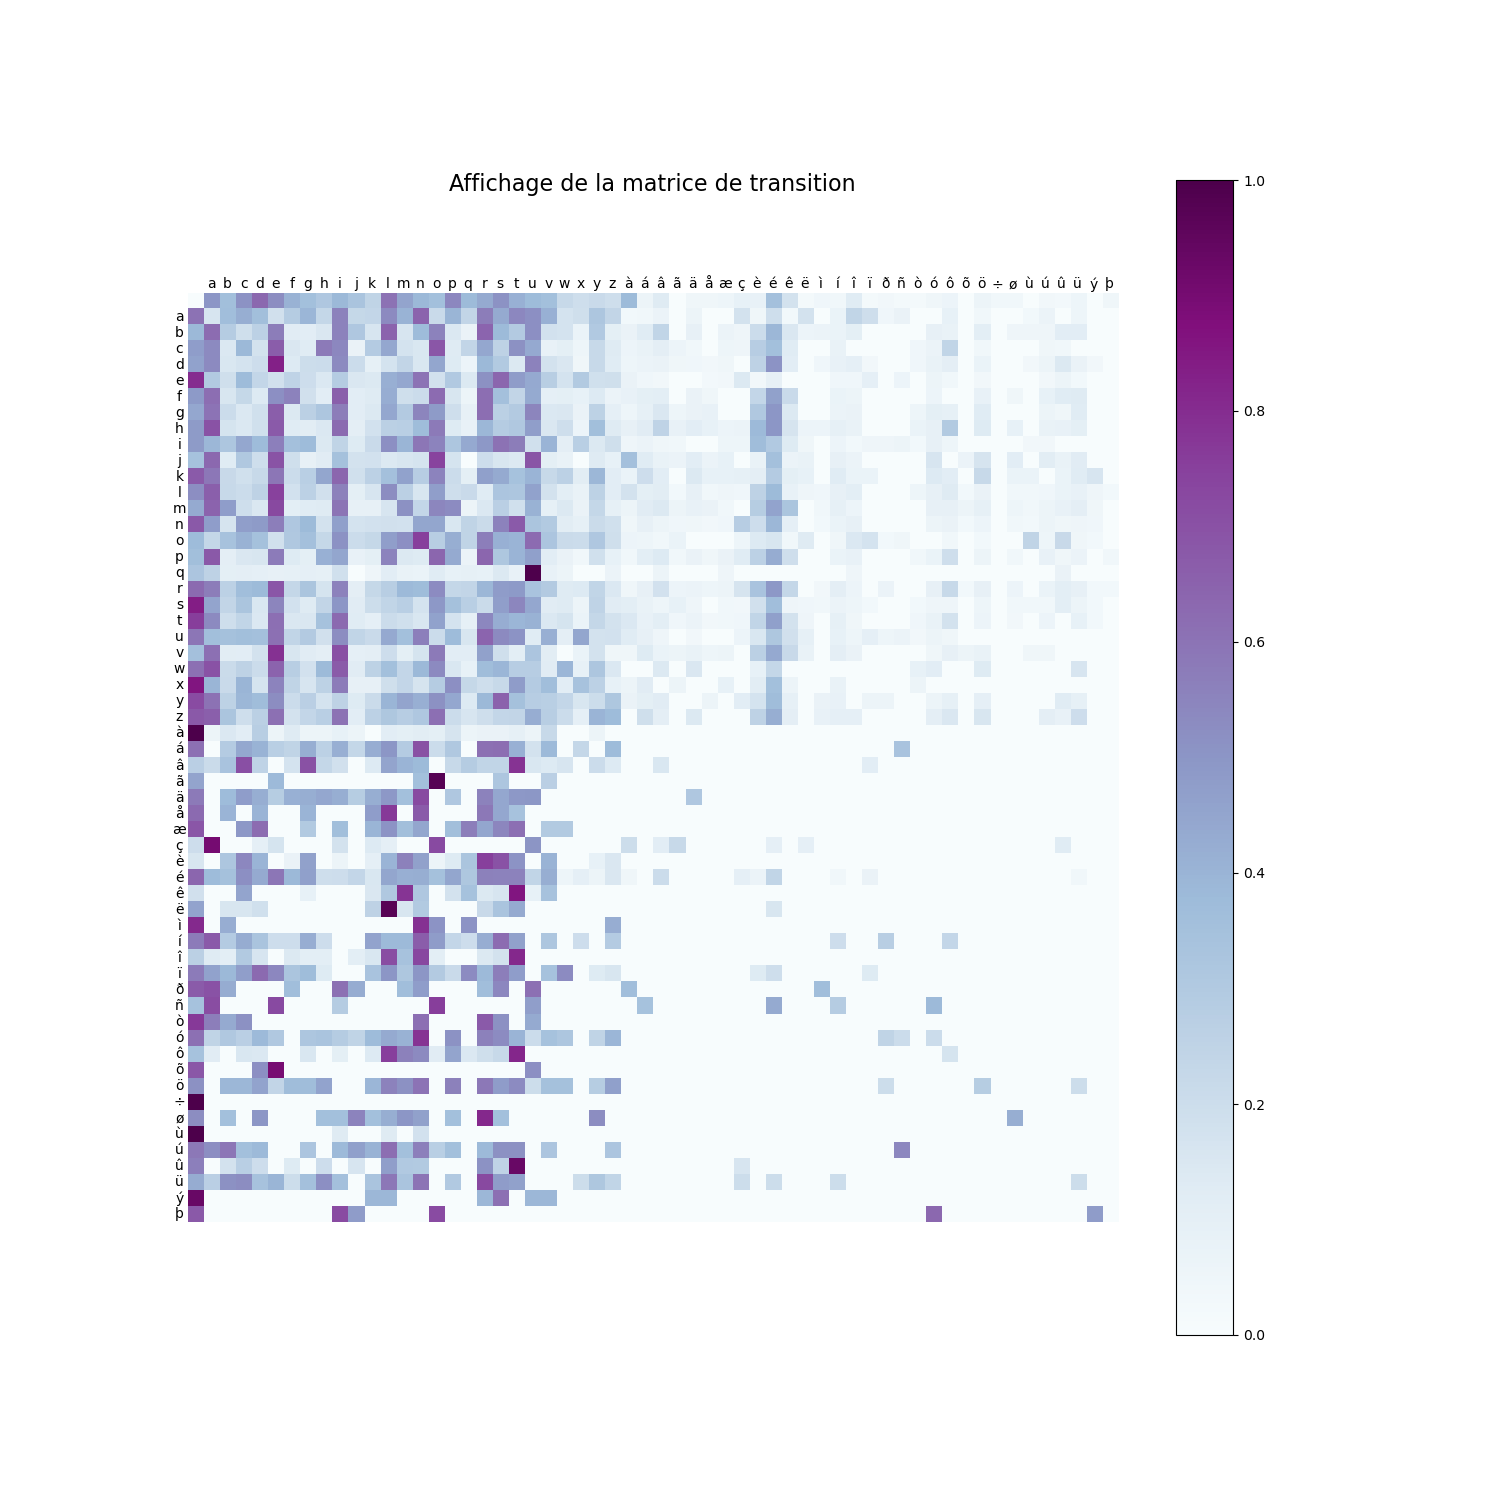 Affichage de la matrice de transition
a b c d e f g h i j k l m n o p q r s t u v w x y z à á â ã ä å æ ç è é ê ë ì í î ï ð ñ ò ó ô õ ö ÷ ø ù ú û ü ý þ
a
b
c
d
e
f
g
h
i
j
k
l
m
n
o
p
q
r
s
t
u
v
w
x
y
z
à
á
â
ã
ä
å
æ
ç
è
é
ê
ë
ì
í
î
ï
ð
ñ
ò
ó
ô
õ
ö
÷
ø
ù
ú
û
ü
ý
þ
1.0
0.8
0.6
0.4
0.2
0.0